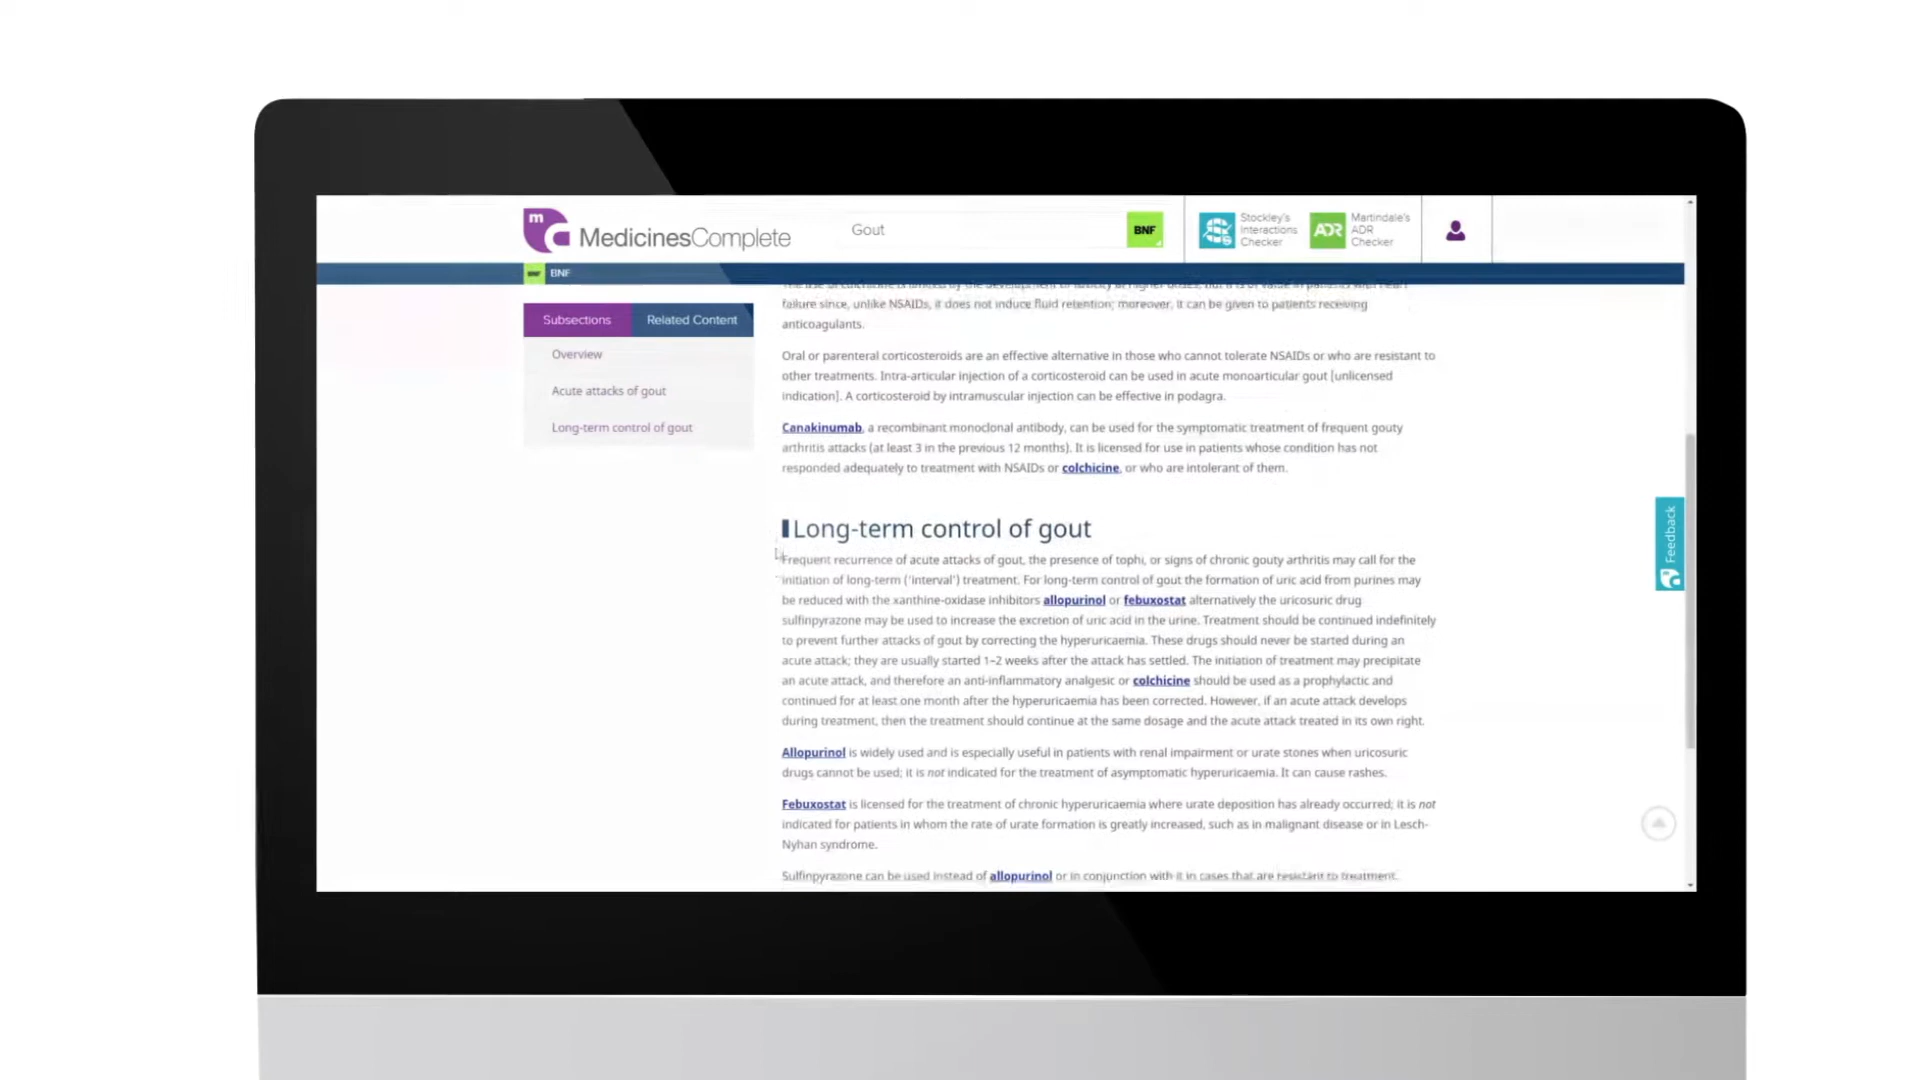 m
MedicinesComplete
Gout
BNF
Stockley's
Interactions
Checker
ADR
Martindale's
ADR
Checker
BNF
Subsections
Related Content
Overview
Acute attacks of gout
Long-term control of gout
failure since, unlike NSAIDs, it does not induce fluid retention; moreover, it can be given to patients receiving
anticoagulants.
Oral or parenteral corticosteroids are an effective alternative in those who cannot tolerate NSAIDs or who are resistant to
other treatments. Intra-articular injection of a corticosteroid can be used in acute monoarticular gout [unlicensed
indication]. A corticosteroid by intramuscular injection can be effective in podagra.
Canakinumab, a recombinant monoclonal antibody, can be used for the symptomatic treatment of frequent gouty
arthritis attacks (at least 3 in the previous 12 months). It is licensed for use in patients whose condition has not
responded adequately to treatment with NSAIDs or colchicine, or who are intolerant of them.
Long-term control of gout
Frequent recurrence of acute attacks of gout, the presence of tophi, or signs of chronic gouty arthritis may call for the
initiation of long-term ('interval') treatment. For long-term control of gout the formation of uric acid from purines may
be reduced with the xanthine-oxidase inhibitors allopurinol or febuxostat alternatively the uricosuric drug
sulfinpyrazone may be used to increase the excretion of uric acid in the urine. Treatment should be continued indefinitely
to prevent further attacks of gout by correcting the hyperuricaemia. These drugs should never be started during an
acute attack; they are usually started 1–2 weeks after the attack has settled. The initiation of treatment may precipitate
an acute attack, and therefore an anti-inflammatory analgesic or colchicine should be used as a prophylactic and
continued for at least one month after the hyperuricaemia has been corrected. However, if an acute attack develops
during treatment, then the treatment should continue at the same dosage and the acute attack treated in its own right.
Allopurinol is widely used and is especially useful in patients with renal impairment or urate stones when uricosuric
drugs cannot be used; it is not indicated for the treatment of asymptomatic hyperuricaemia. It can cause rashes.
Febuxostat is licensed for the treatment of chronic hyperuricaemia where urate deposition has already occurred; it is not
indicated for patients in whom the rate of urate formation is greatly increased, such as in malignant disease or in Lesch-
Nyhan syndrome.
Sulfinpyrazone can be used instead of allopurinol or in conjunction with it in cases that are resistant to treatment.
Feedback